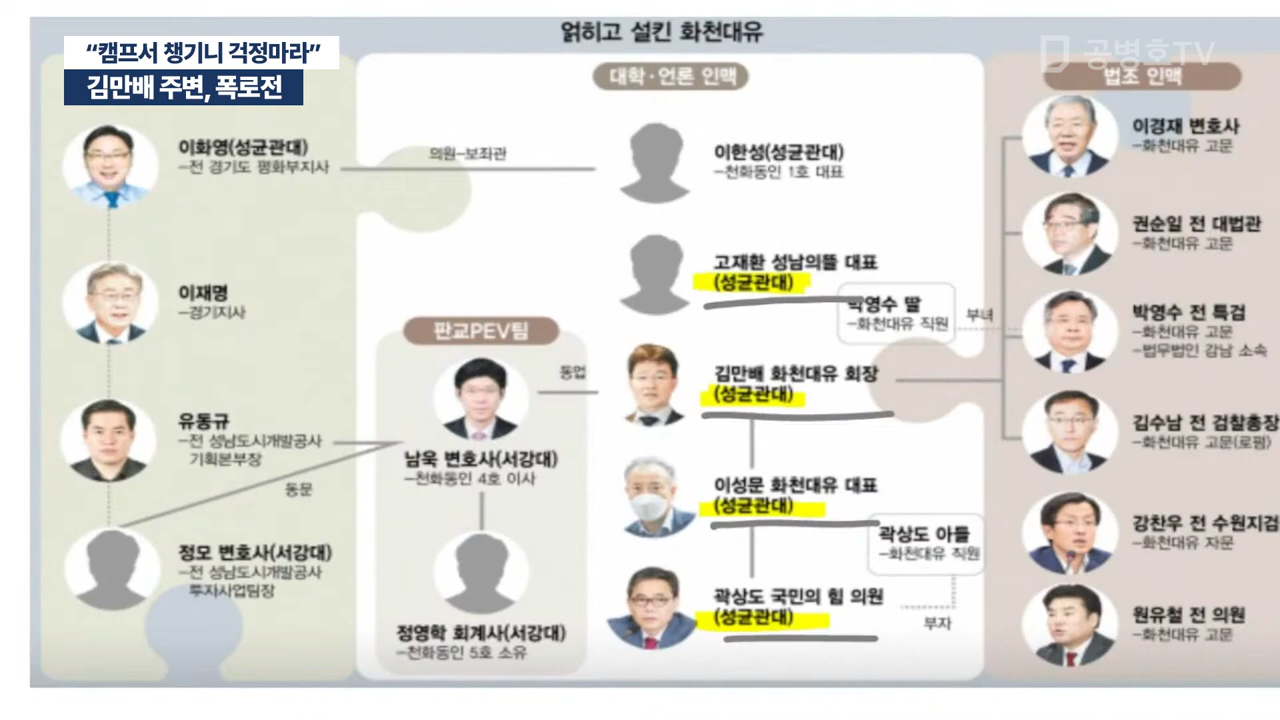 얽히고 설킨 화천대유
“캠프서 챙기니 걱정마라”
김만배 주변, 폭로전
공병호TV
이화영(성균관대)
-전 경기도 평화부지사
이재명
-경기지사
유동규
-전 성남도시개발공사
기획본부장
동문
정모 변호사(서강대)
-전 성남도시개발공사
투자사업팀장
의원-보좌관
판교PEV팀
동업
남욱 변호사(서강대)
-천화동인 4호 이사
정영학 회계사(서강대)
-천화동인 5호 소유
대학·언론 인맥
이한성(성균관대)
-천화동인 1호 대표
고재환 성남의뜰 대표
(성균관대)
박영수 딸
-화천대유 직원
부녀
김만배 화천대유 회장
(성균관대)
이성문 화천대유 대표
(성균관대)
곽상도 아들
-화천대유 직원
곽상도 국민의 힘 의원
(성균관대)
부자
법조 인맥
이경재 변호사
-화천대유 고문
권순일 전 대법관
-화천대유 고문
박영수 전 특검
-화천대유 고문
-법무법인 강남 소속
김수남 전 검찰총장
-화천대유 고문(로펌)
강찬우 전 수원지검
-화천대유 자문
원유철 전 의원
-화천대유 고문